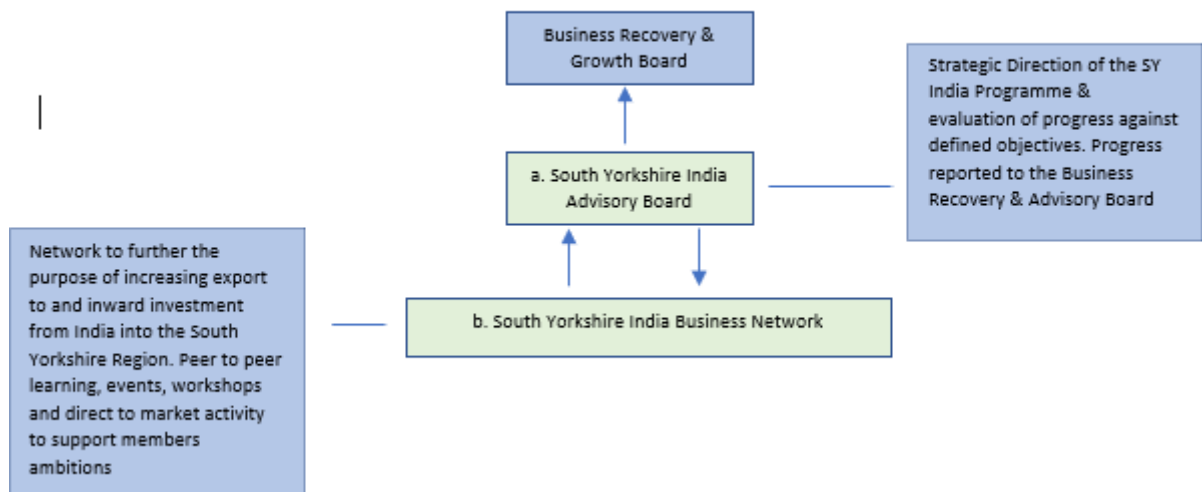 Business Recovery &
Growth Board
Strategic Direction of the SY
India Programme &
evaluation of progress against
defined objectives. Progress
reported to the Business
Recovery & Advisory Board
a. South Yorkshire India
Advisory Board
Network to further the
purpose of increasing export
to and inward investment
from India into the South
Yorkshire Region. Peer to peer
learning, events, workshops
and direct to market activity
to support members
ambitions
b. South Yorkshire India Business Network